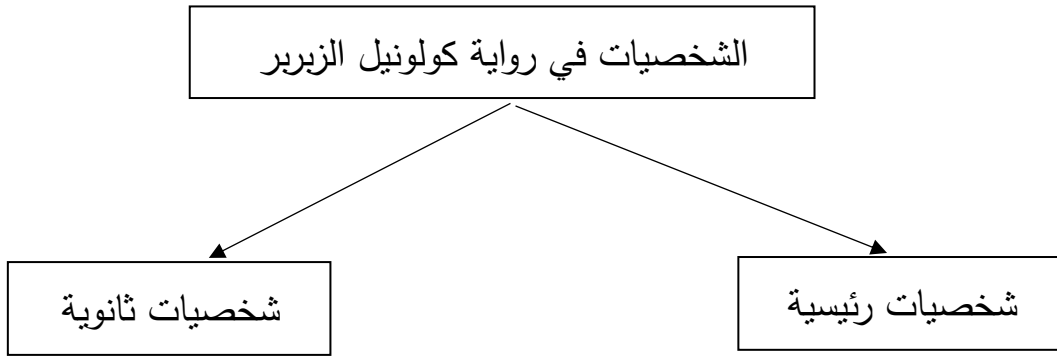 الشخصيات في رواية كولونيل الزبربر
شخصيات رئيسية
شخصيات ثانوية